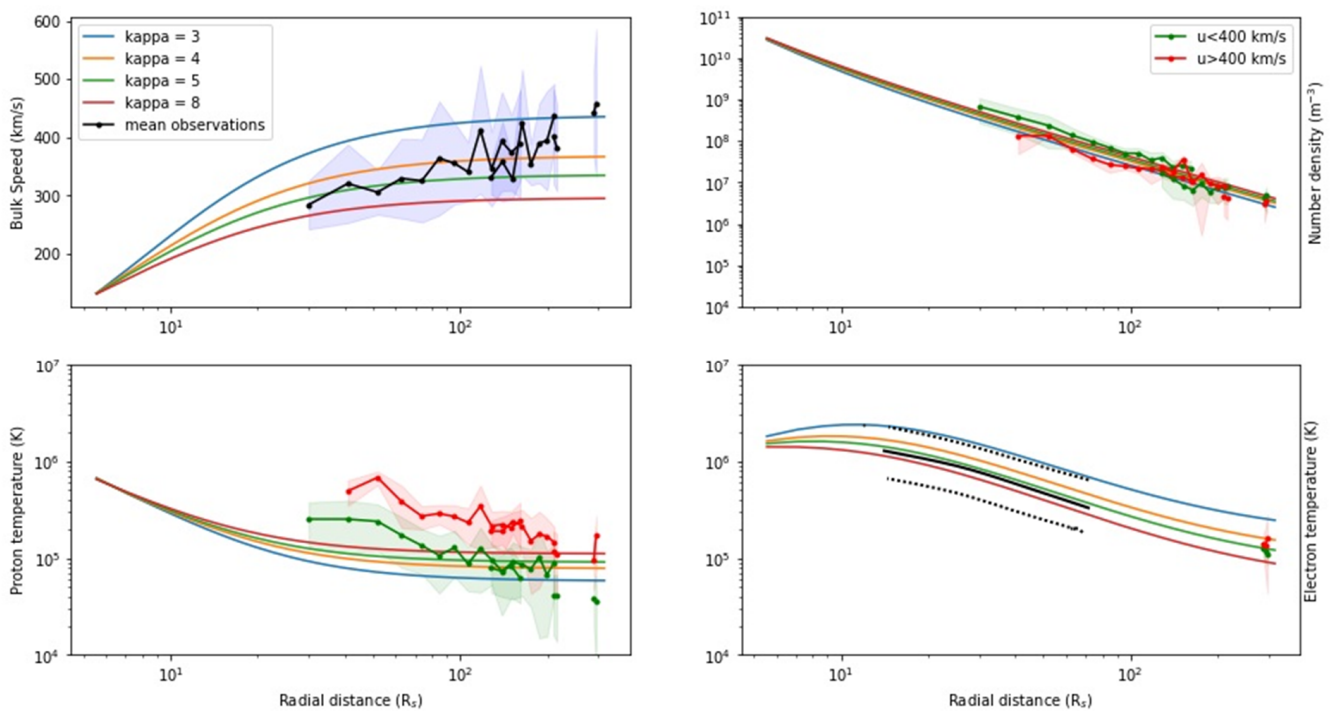 600
500
400
300
200
Bulk Speed (km/s)
kappa = 3
kappa = 4
kappa = 5
kappa = 8
mean observations
10¹
10²
10¹¹
10¹⁰
10⁹
10⁸
10⁷
10⁶
10⁵
10⁴
u<400 km/s
u>400 km/s
Number density (m⁻³)
10¹
10²
10⁷
10⁶
10⁵
10⁴
Proton temperature (K)
10¹
10²
Radial distance (Rₛ)
10⁷
10⁶
10⁵
10⁴
Electron temperature (K)
10¹
10²
Radial distance (Rₛ)